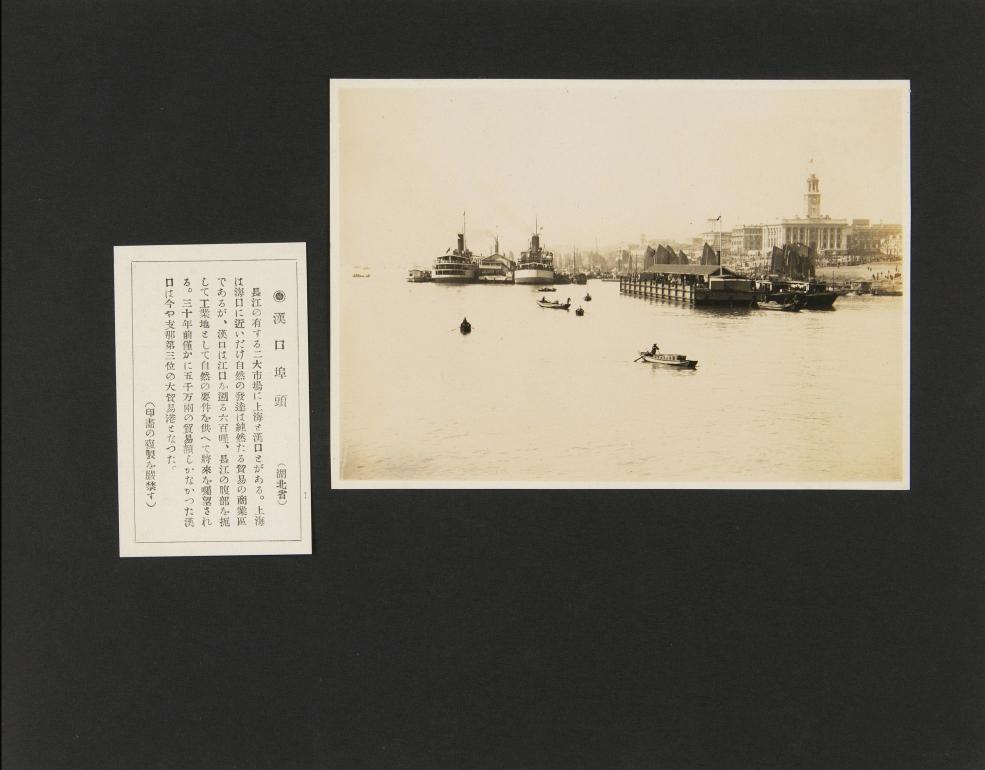 ◉漢口埠頭 (湖北省)
長江の有する二大市場に上海と漢口とがある。上海
は海口に近いだけ自然の發達は純然たる貿易の商業區
であるが、漢口は江口を遡る六百哩、長江の腹部を扼
して工業地として自然の要件を供へて將來を囑望され
る。三十年前僅かに五千万兩の貿易額しかなかつた漢
口は今や支那第三位の大貿易港となつた。
(印畫の複製を嚴禁す)